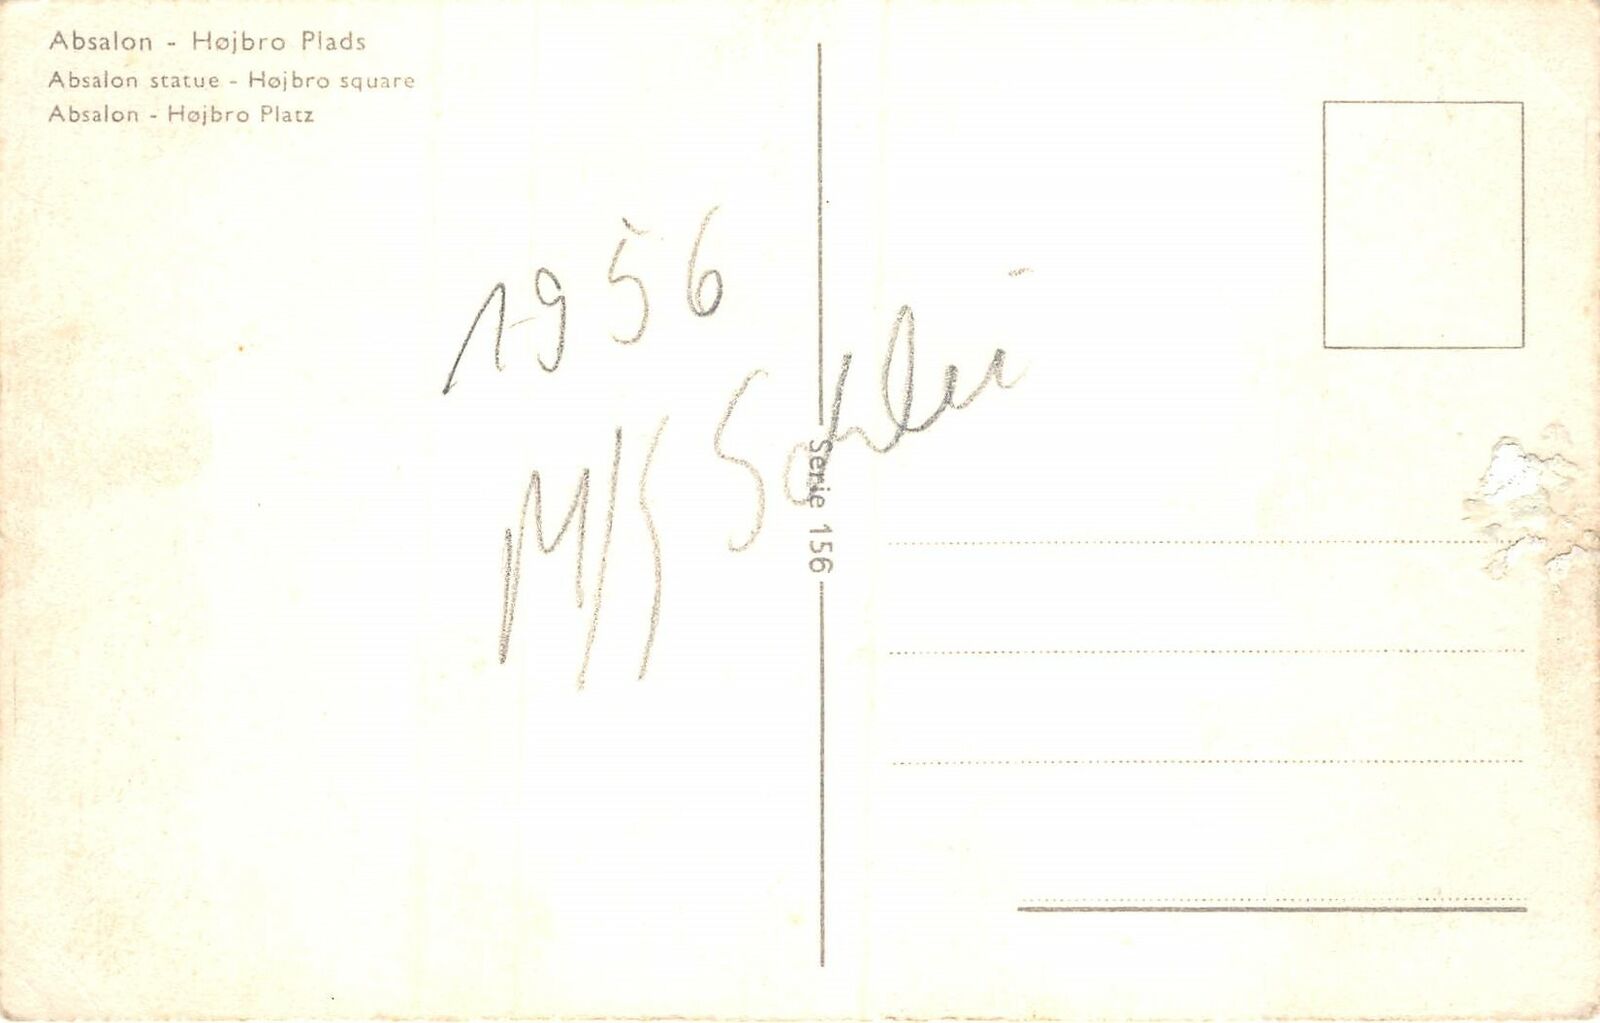 Absalon - Højbro Plads
Absalon statue - Højbro square
Absalon - Højbro Platz
1956
M/S
Serie 156